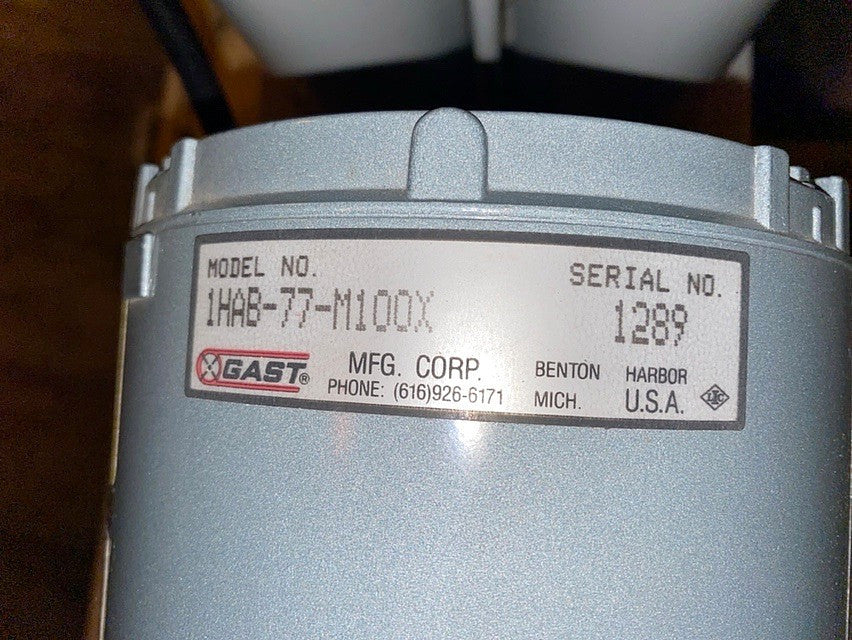 MODEL NO.
SERIAL NO.
1HAB-77-M100X
1289
GAST®
MFG. CORP.
BENTON HARBOR
PHONE: (616)926-6171
MICH. U.S.A.